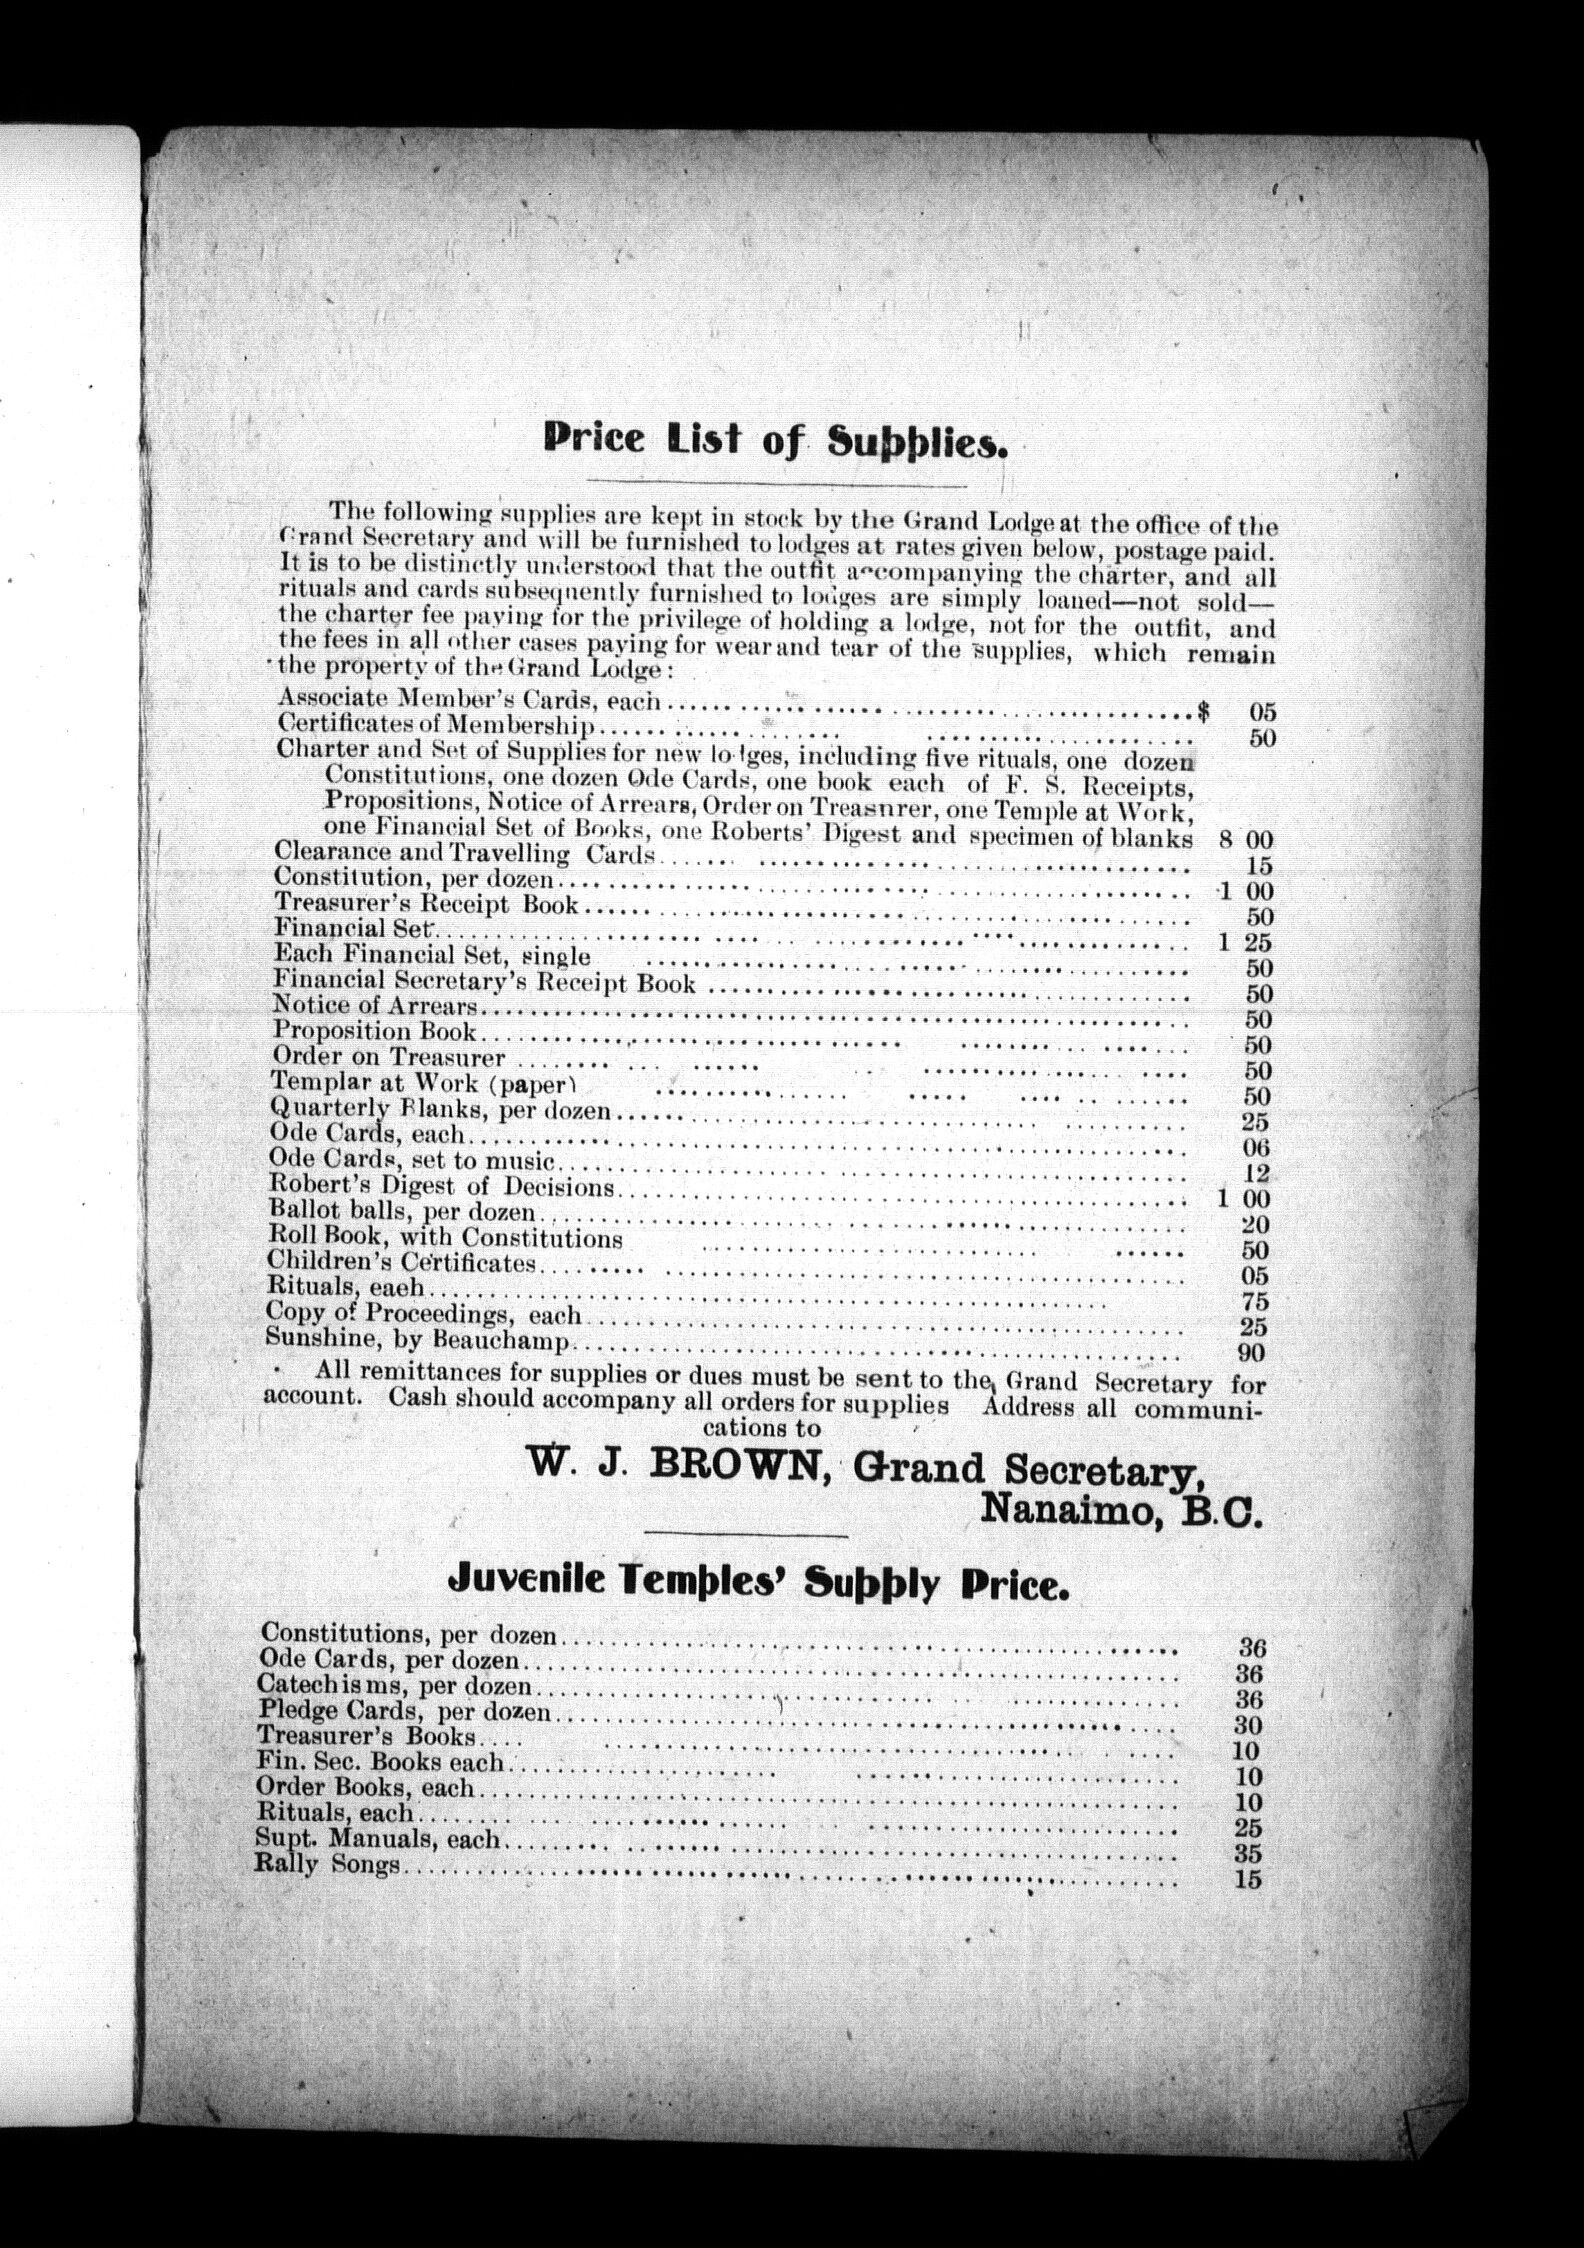 Price List of Supplies.
The following supplies are kept in stock by the Grand Lodge at the office of the
Grand Secretary and will be furnished to lodges at rates given below, postage paid.
It is to be distinctly understood that the outfit accompanying the charter, and all
rituals and cards subsequently furnished to lodges are simply loaned—not sold—
the charter fee paying for the privilege of holding a lodge, not for the outfit, and
the fees in all other cases paying for wear and tear of the supplies, which remain
the property of the Grand Lodge:
Associate Member's Cards, each........................................$ 05
Certificates of Membership........................................ 50
Charter and Set of Supplies for new lodges, including five rituals, one dozen
Constitutions, one dozen Ode Cards, one book each of F. S. Receipts,
Propositions, Notice of Arrears, Order on Treasnrer, one Temple at Work,
one Financial Set of Books, one Roberts' Digest and specimen of blanks 8 00
Clearance and Travelling Cards........................................ 15
Constitution, per dozen........................................ 1 00
Treasurer's Receipt Book........................................ 50
Financial Set........................................ 1 25
Each Financial Set, single ........................................ 50
Financial Secretary's Receipt Book ........................................ 50
Notice of Arrears........................................ 50
Proposition Book........................................ 50
Order on Treasurer ........................................ 50
Templar at Work (paper) ........................................ 50
Quarterly Blanks, per dozen........................................ 25
Ode Cards, each........................................ 06
Ode Cards, set to music........................................ 12
Robert's Digest of Decisions........................................ 1 00
Ballot balls, per dozen........................................ 20
Roll Book, with Constitutions ........................................ 50
Children's Certificates........................................ 05
Rituals, eaeh........................................ 75
Copy of Proceedings, each........................................ 25
Sunshine, by Beauchamp........................................ 90
All remittances for supplies or dues must be sent to the Grand Secretary for
account. Cash should accompany all orders for supplies Address all communi-
cations to
W. J. BROWN, Grand Secretary,
Nanaimo, B.C.
Juvenile Temples' Supply Price.
Constitutions, per dozen........................................ 36
Ode Cards, per dozen........................................ 36
Catechisms, per dozen........................................ 36
Pledge Cards, per dozen........................................ 30
Treasurer's Books........................................ 10
Fin. Sec. Books each........................................ 10
Order Books, each........................................ 10
Rituals, each........................................ 25
Supt. Manuals, each........................................ 35
Rally Songs........................................ 15